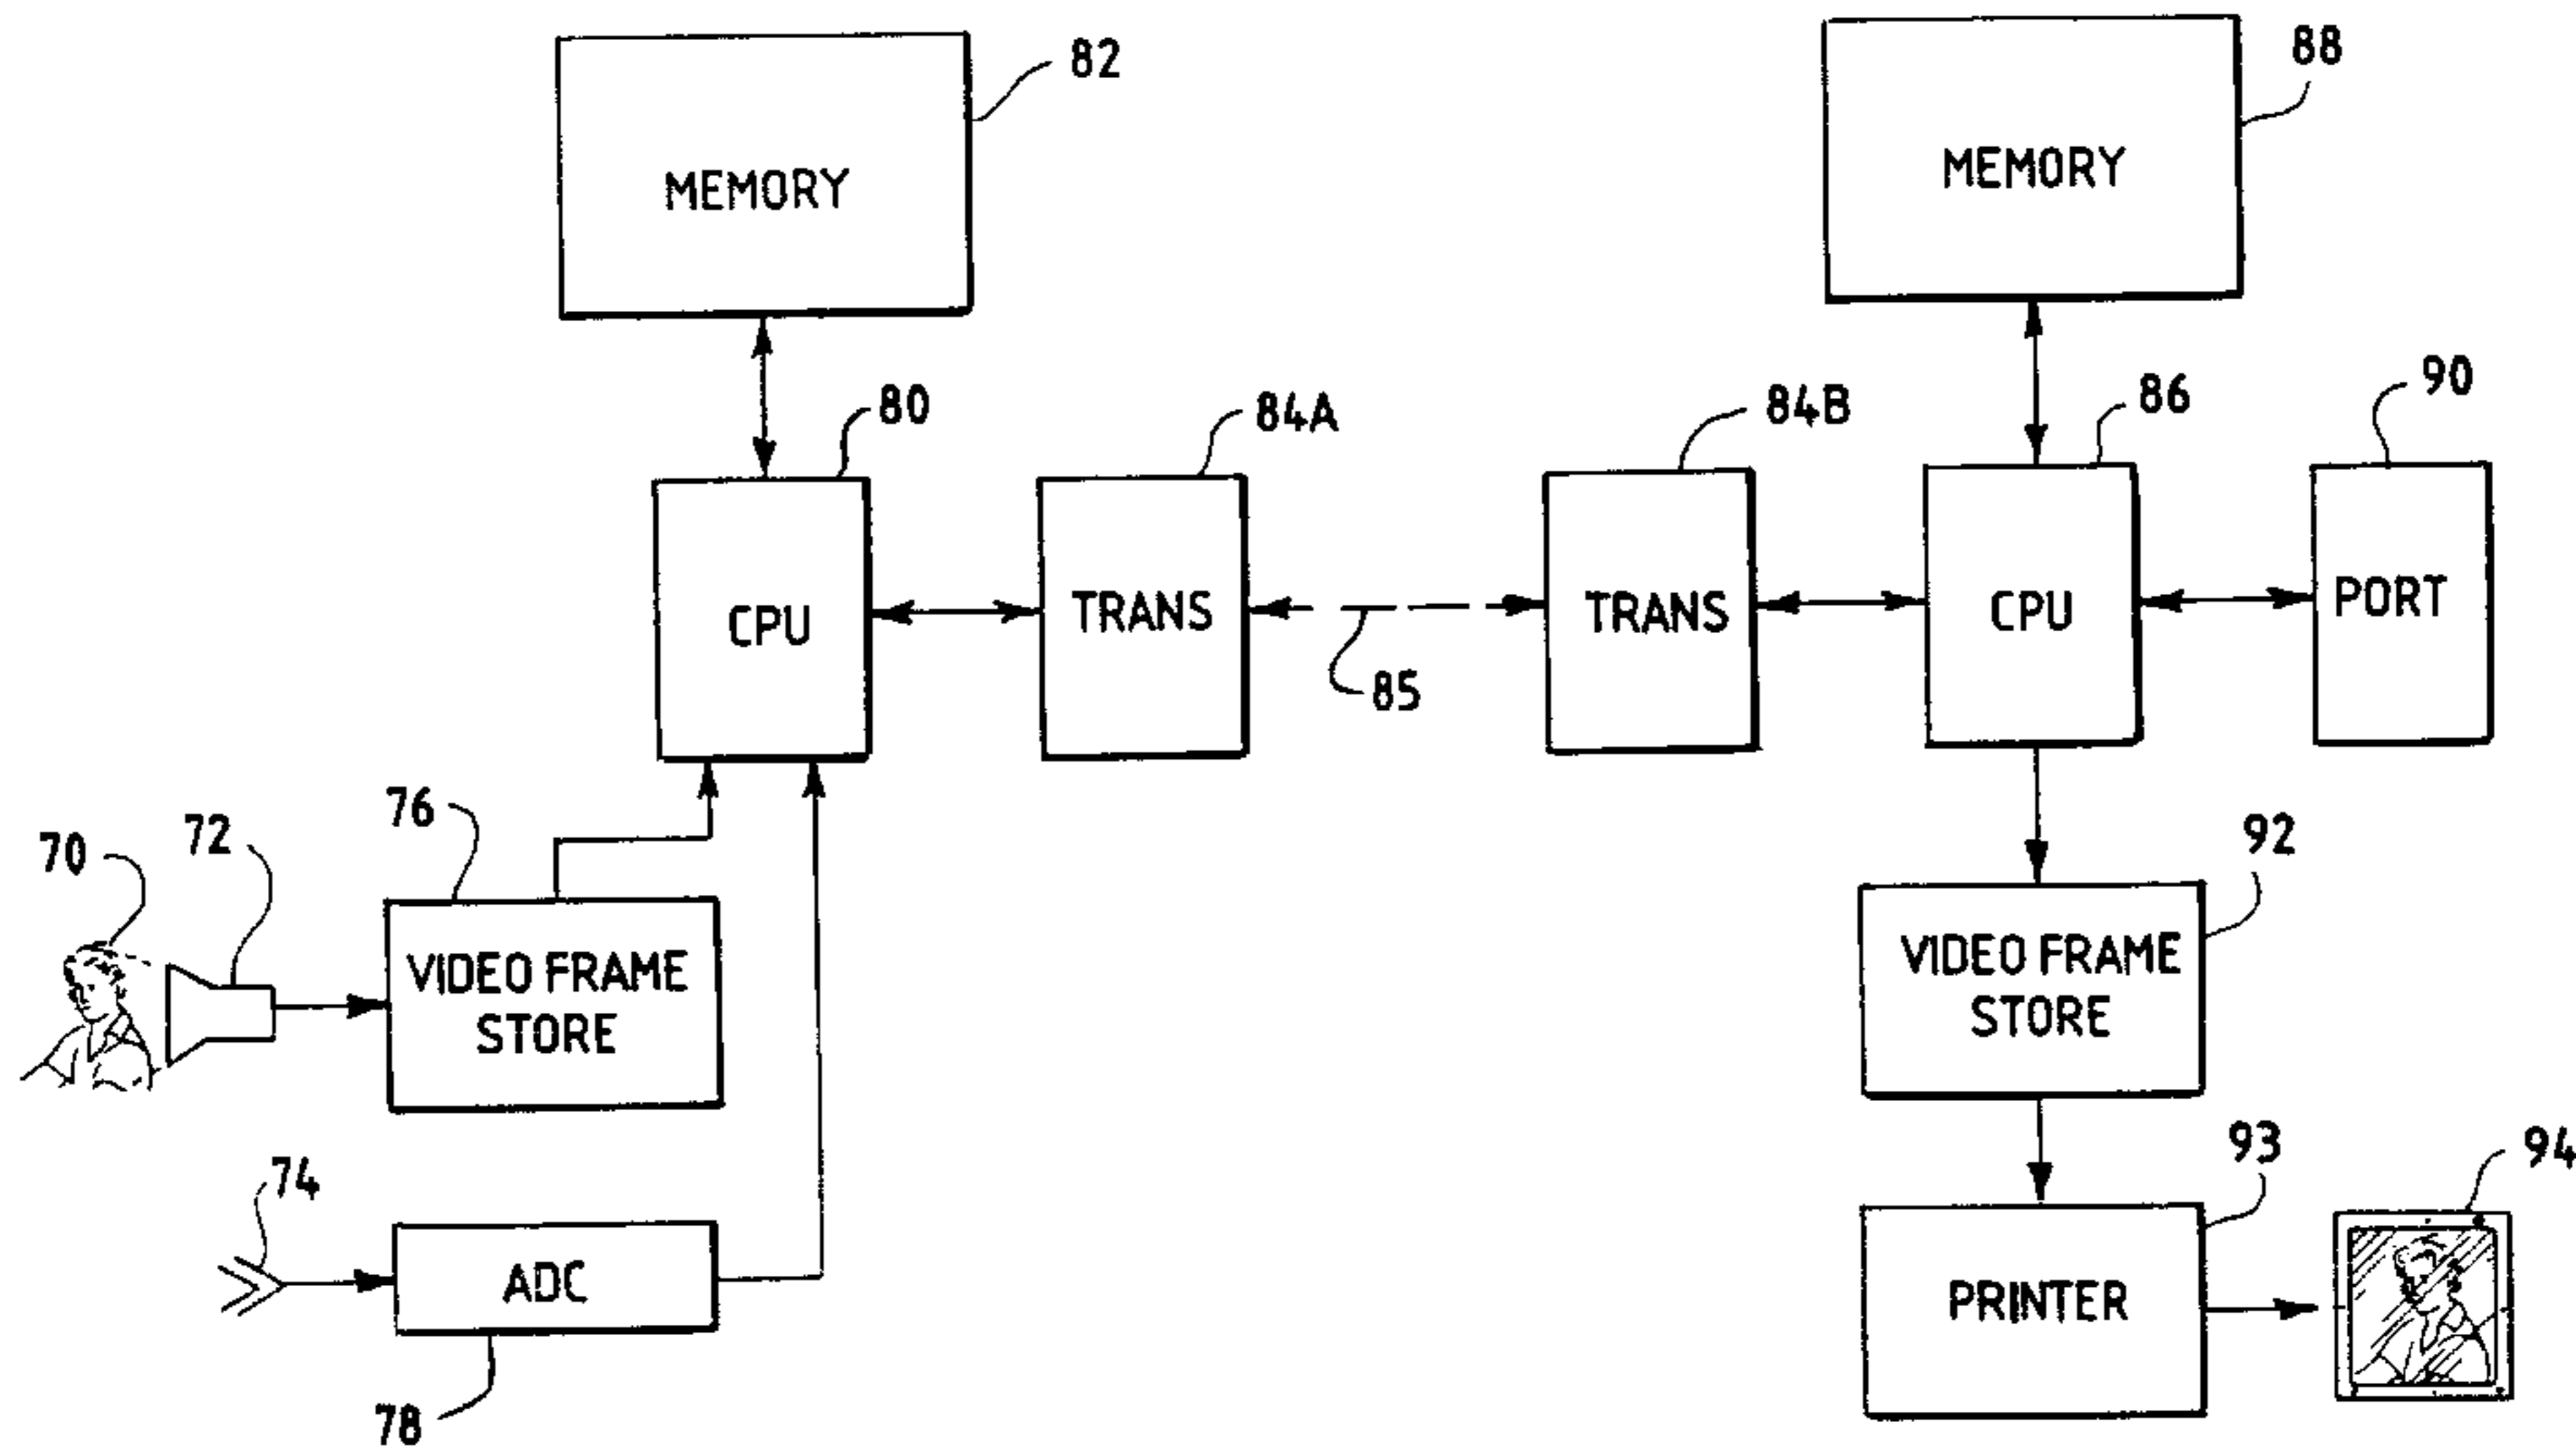 82
MEMORY
88
MEMORY
80
84A
84B
86
90
CPU
TRANS
85
TRANS
CPU
PORT
70
72
76
VIDEO FRAME
STORE
92
VIDEO FRAME
STORE
74
ADC
78
93
PRINTER
94